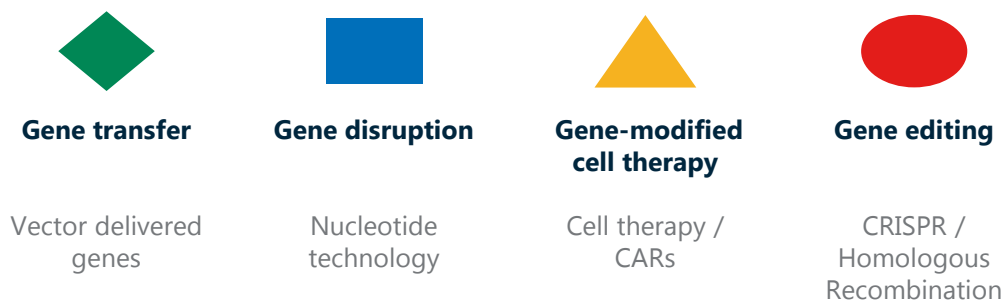 Gene transfer
Vector delivered
genes
Gene disruption
Nucleotide
technology
Gene-modified
cell therapy
Cell therapy /
CARs
Gene editing
CRISPR /
Homologous
Recombination